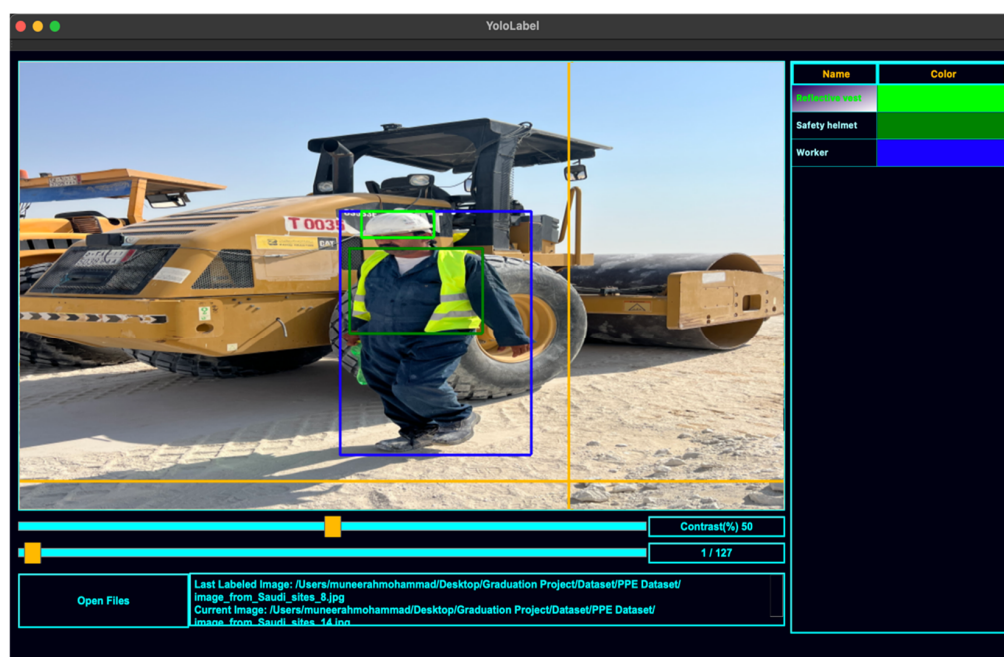 YoloLabel
Name Color
Reflective vest
Safety helmet
Worker
T 0035
CAT
Contrast(%) 50
1 / 127
Open Files
Last Labeled Image: /Users/muneerahmohammad/Desktop/Graduation Project/Dataset/PPE Dataset/
image_from_Saudi_sites_8.jpg
Current Image: /Users/muneerahmohammad/Desktop/Graduation Project/Dataset/PPE Dataset/
image_from_Saudi_sites_14.jpg